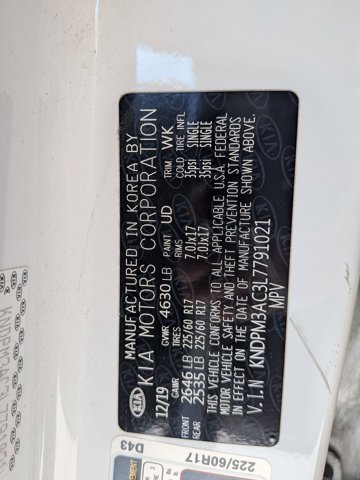 MANUFACTURED IN KOREA BY
KIA MOTORS CORPORATION
KIA
12/19 GVWR 4630 LB PAINT UD TRIM WK
GAWR TIRES RIMS COLD TIRE INFL
FRONT 2646 LB 225/60 R17 7.0JX17 35psi SINGLE
REAR 2535 LB 225/60 R17 7.0JX17 35psi SINGLE
THIS VEHICLE CONFORMS TO ALL APPLICABLE U.S.A. FEDERAL
MOTOR VEHICLE SAFETY AND THEFT PREVENTION STANDARDS
IN EFFECT ON THE DATE OF MANUFACTURE SHOWN ABOVE.
V.I.N KNDPM3AC3L7791021
MPV
D43
225/60R17